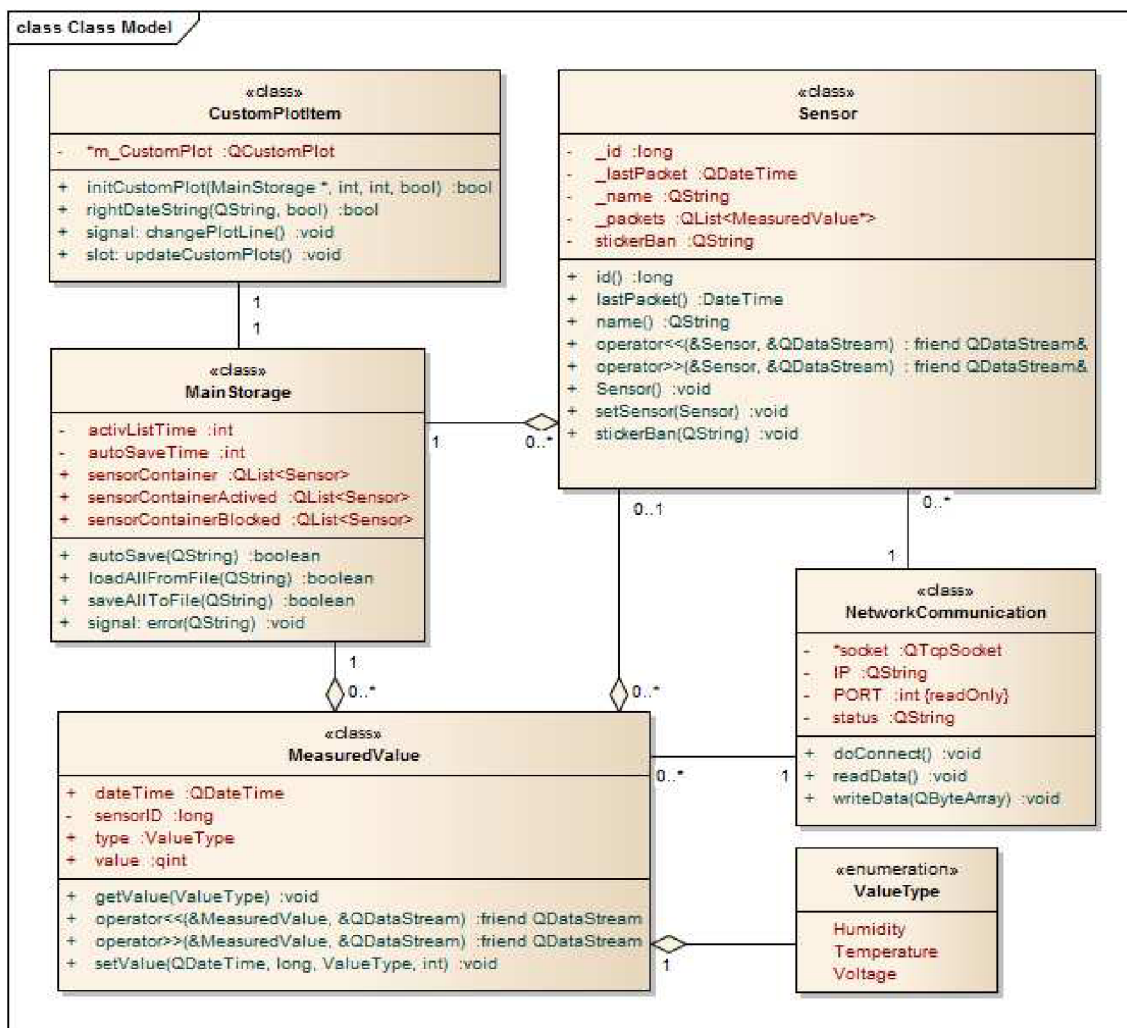 class Class Model
«class»
CustomPlotItem
- *m_CustomPlot :QCustomPlot
+ initCustomPlot(MainStorage *, int, int, bool) :bool
+ rightDateString(QString, bool) :bool
+ signal: changePlotLine() :void
+ slot: updateCustomPlots() :void
«class»
Sensor
- _id :long
- _lastPacket :QDateTime
- _name :QString
- _packets :QList<MeasuredValue*>
- stickerBan :QString
+ id() :long
+ lastPacket() :DateTime
+ name() :QString
+ operator<<(&Sensor, &QDataStream) : friend QDataStream&
+ operator>>(&Sensor, &QDataStream) : friend QDataStream&
+ Sensor() :void
+ setSensor(Sensor) :void
+ stickerBan(QString) :void
1
1
«class»
MainStorage
- activListTime :int
- autoSaveTime :int
+ sensorContainer :QList<Sensor>
+ sensorContainerActived :QList<Sensor>
+ sensorContainerBlocked :QList<Sensor>
+ autoSave(QString) :boolean
+ loadAllFromFile(QString) :boolean
+ saveAllToFile(QString) :boolean
+ signal: error(QString) :void
1
0..*
0..1
0..*
1
«class»
NetworkCommunication
- *socket :QTcpSocket
- IP :QString
- PORT :int {readOnly}
- status :QString
+ doConnect() :void
+ readData() :void
+ writeData(QByteArray) :void
1
0..*
0..*
«class»
MeasuredValue
+ dateTime :QDateTime
- sensorID :long
+ type :ValueType
+ value :qint
+ getValue(ValueType) :void
+ operator<<(&MeasuredValue, &QDataStream) :friend QDataStream
+ operator>>(&MeasuredValue, &QDataStream) :friend QDataStream
+ setValue(QDateTime, long, ValueType, int) :void
0..*
1
1
«enumeration»
ValueType
Humidity
Temperature
Voltage